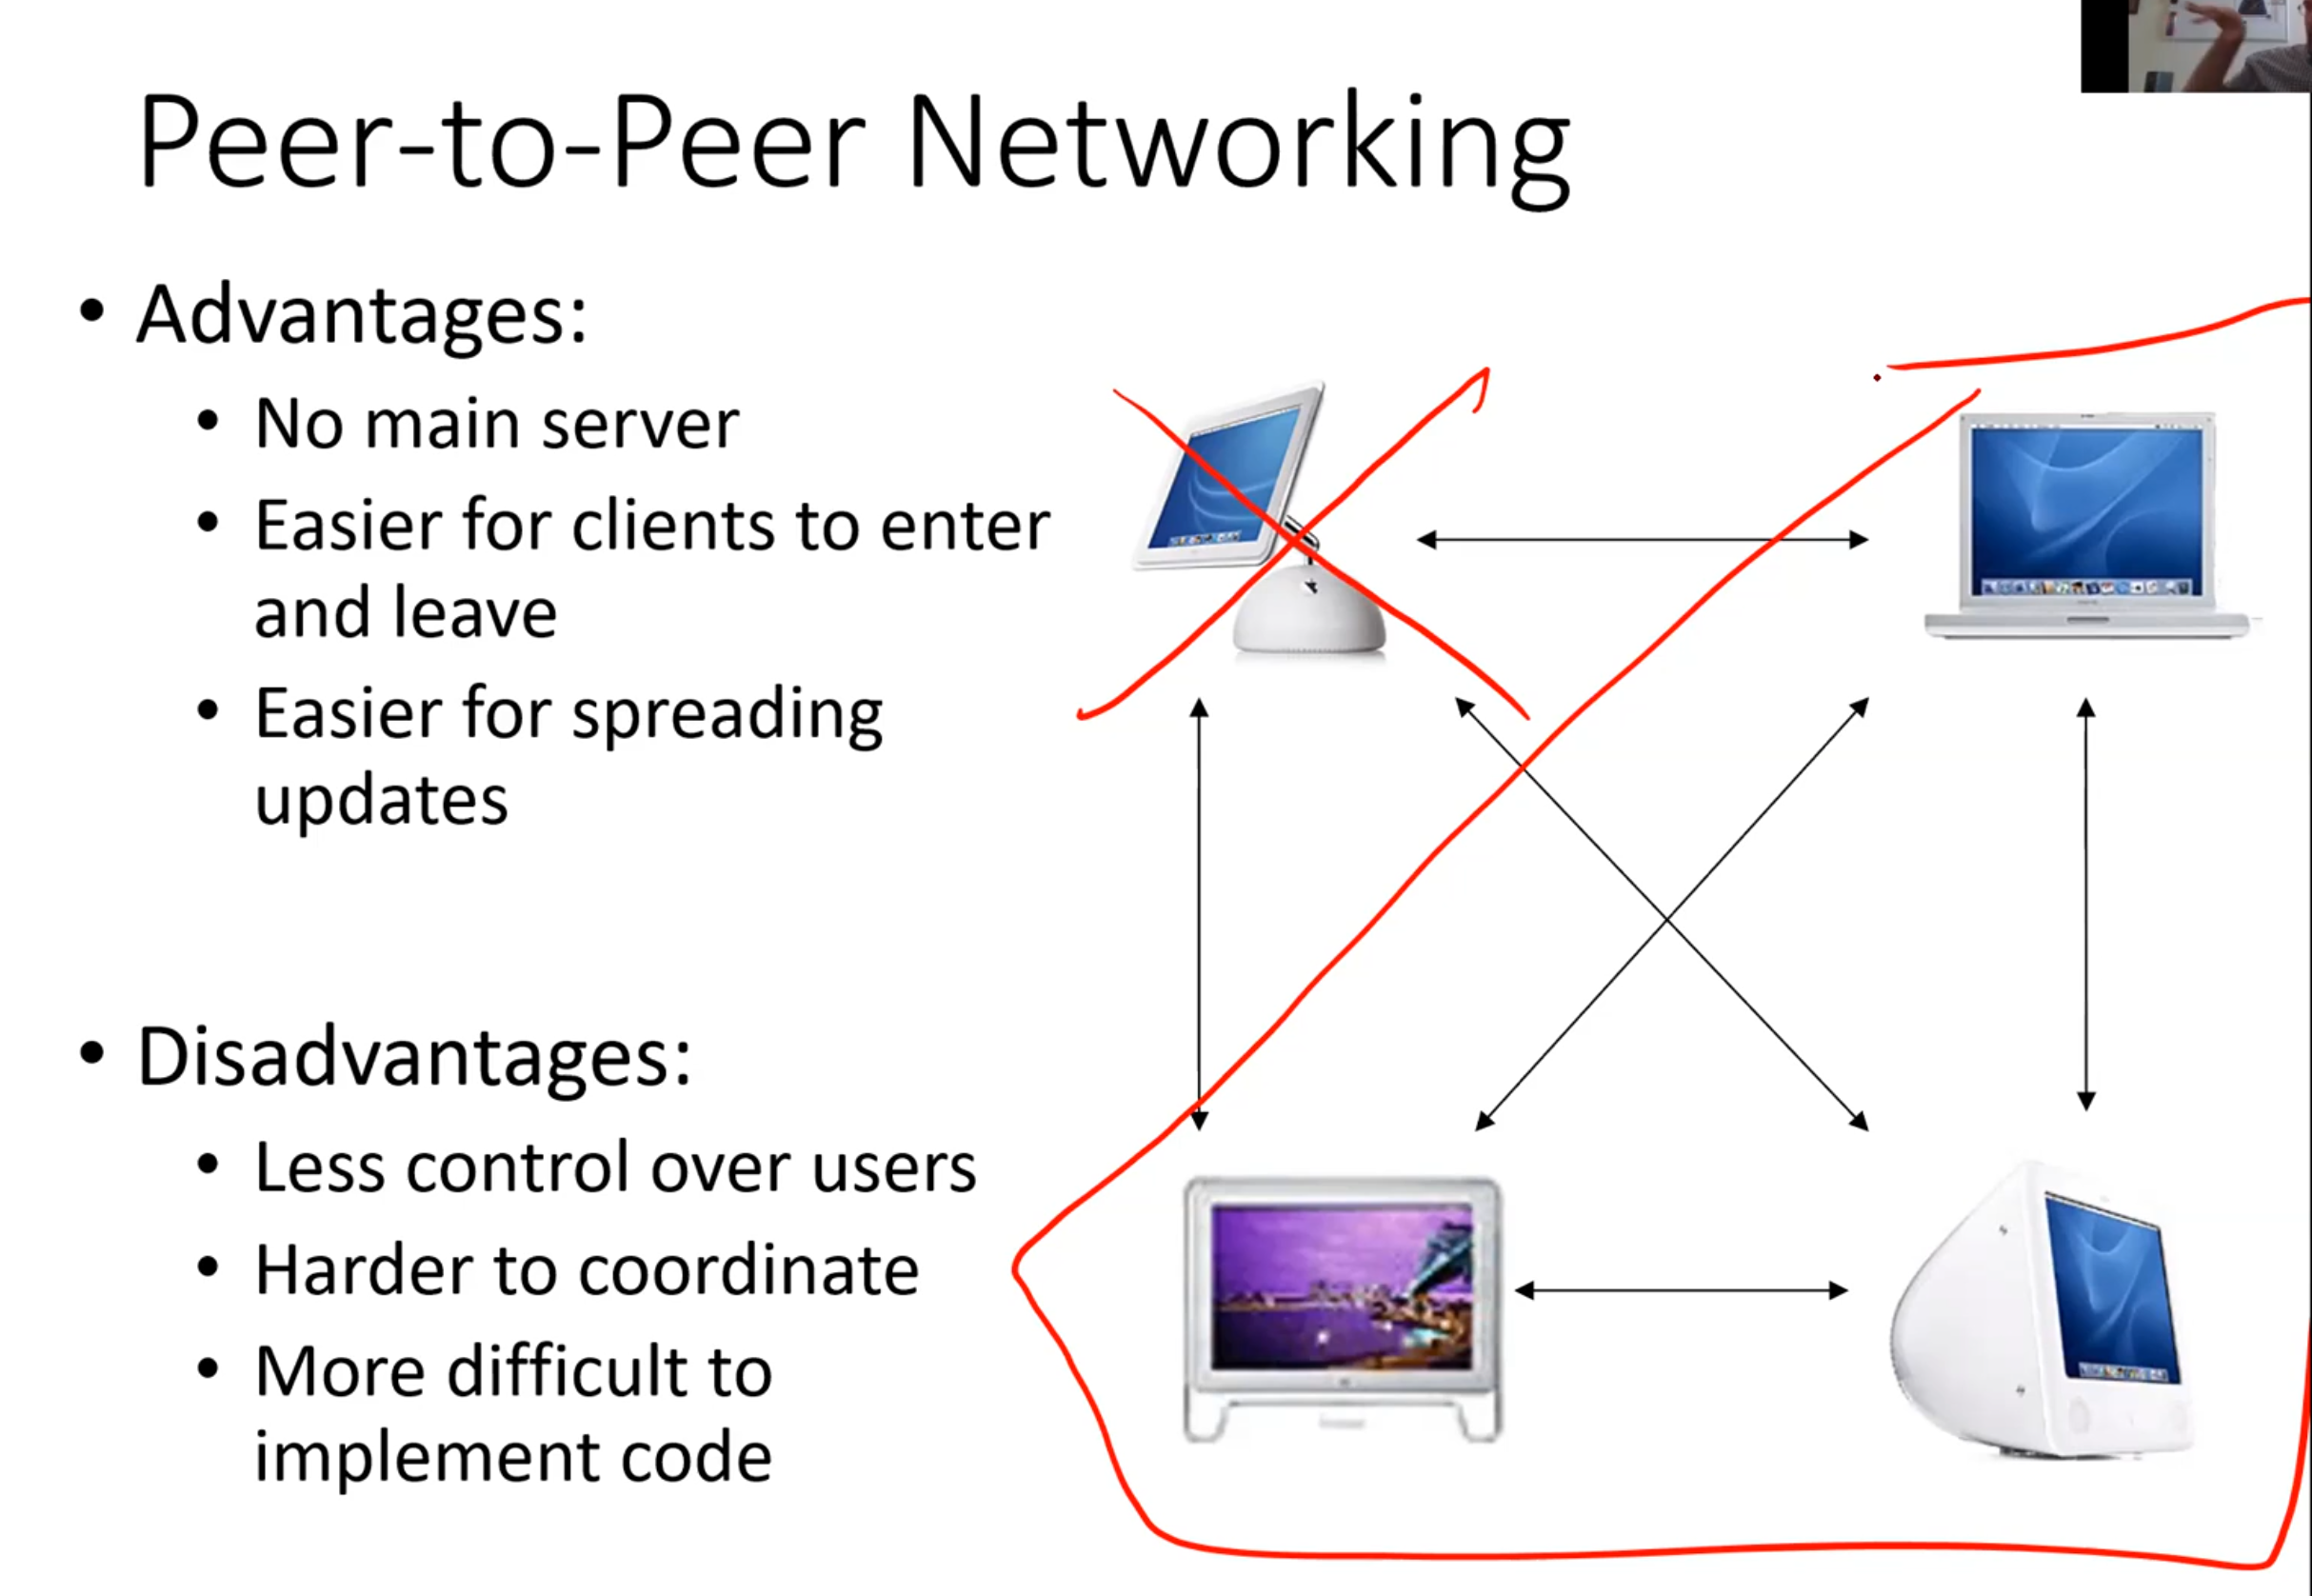 Peer-to-Peer Networking
• Advantages:
• No main server
• Easier for clients to enter
and leave
• Easier for spreading
updates
• Disadvantages:
• Less control over users
• Harder to coordinate
• More difficult to
implement code